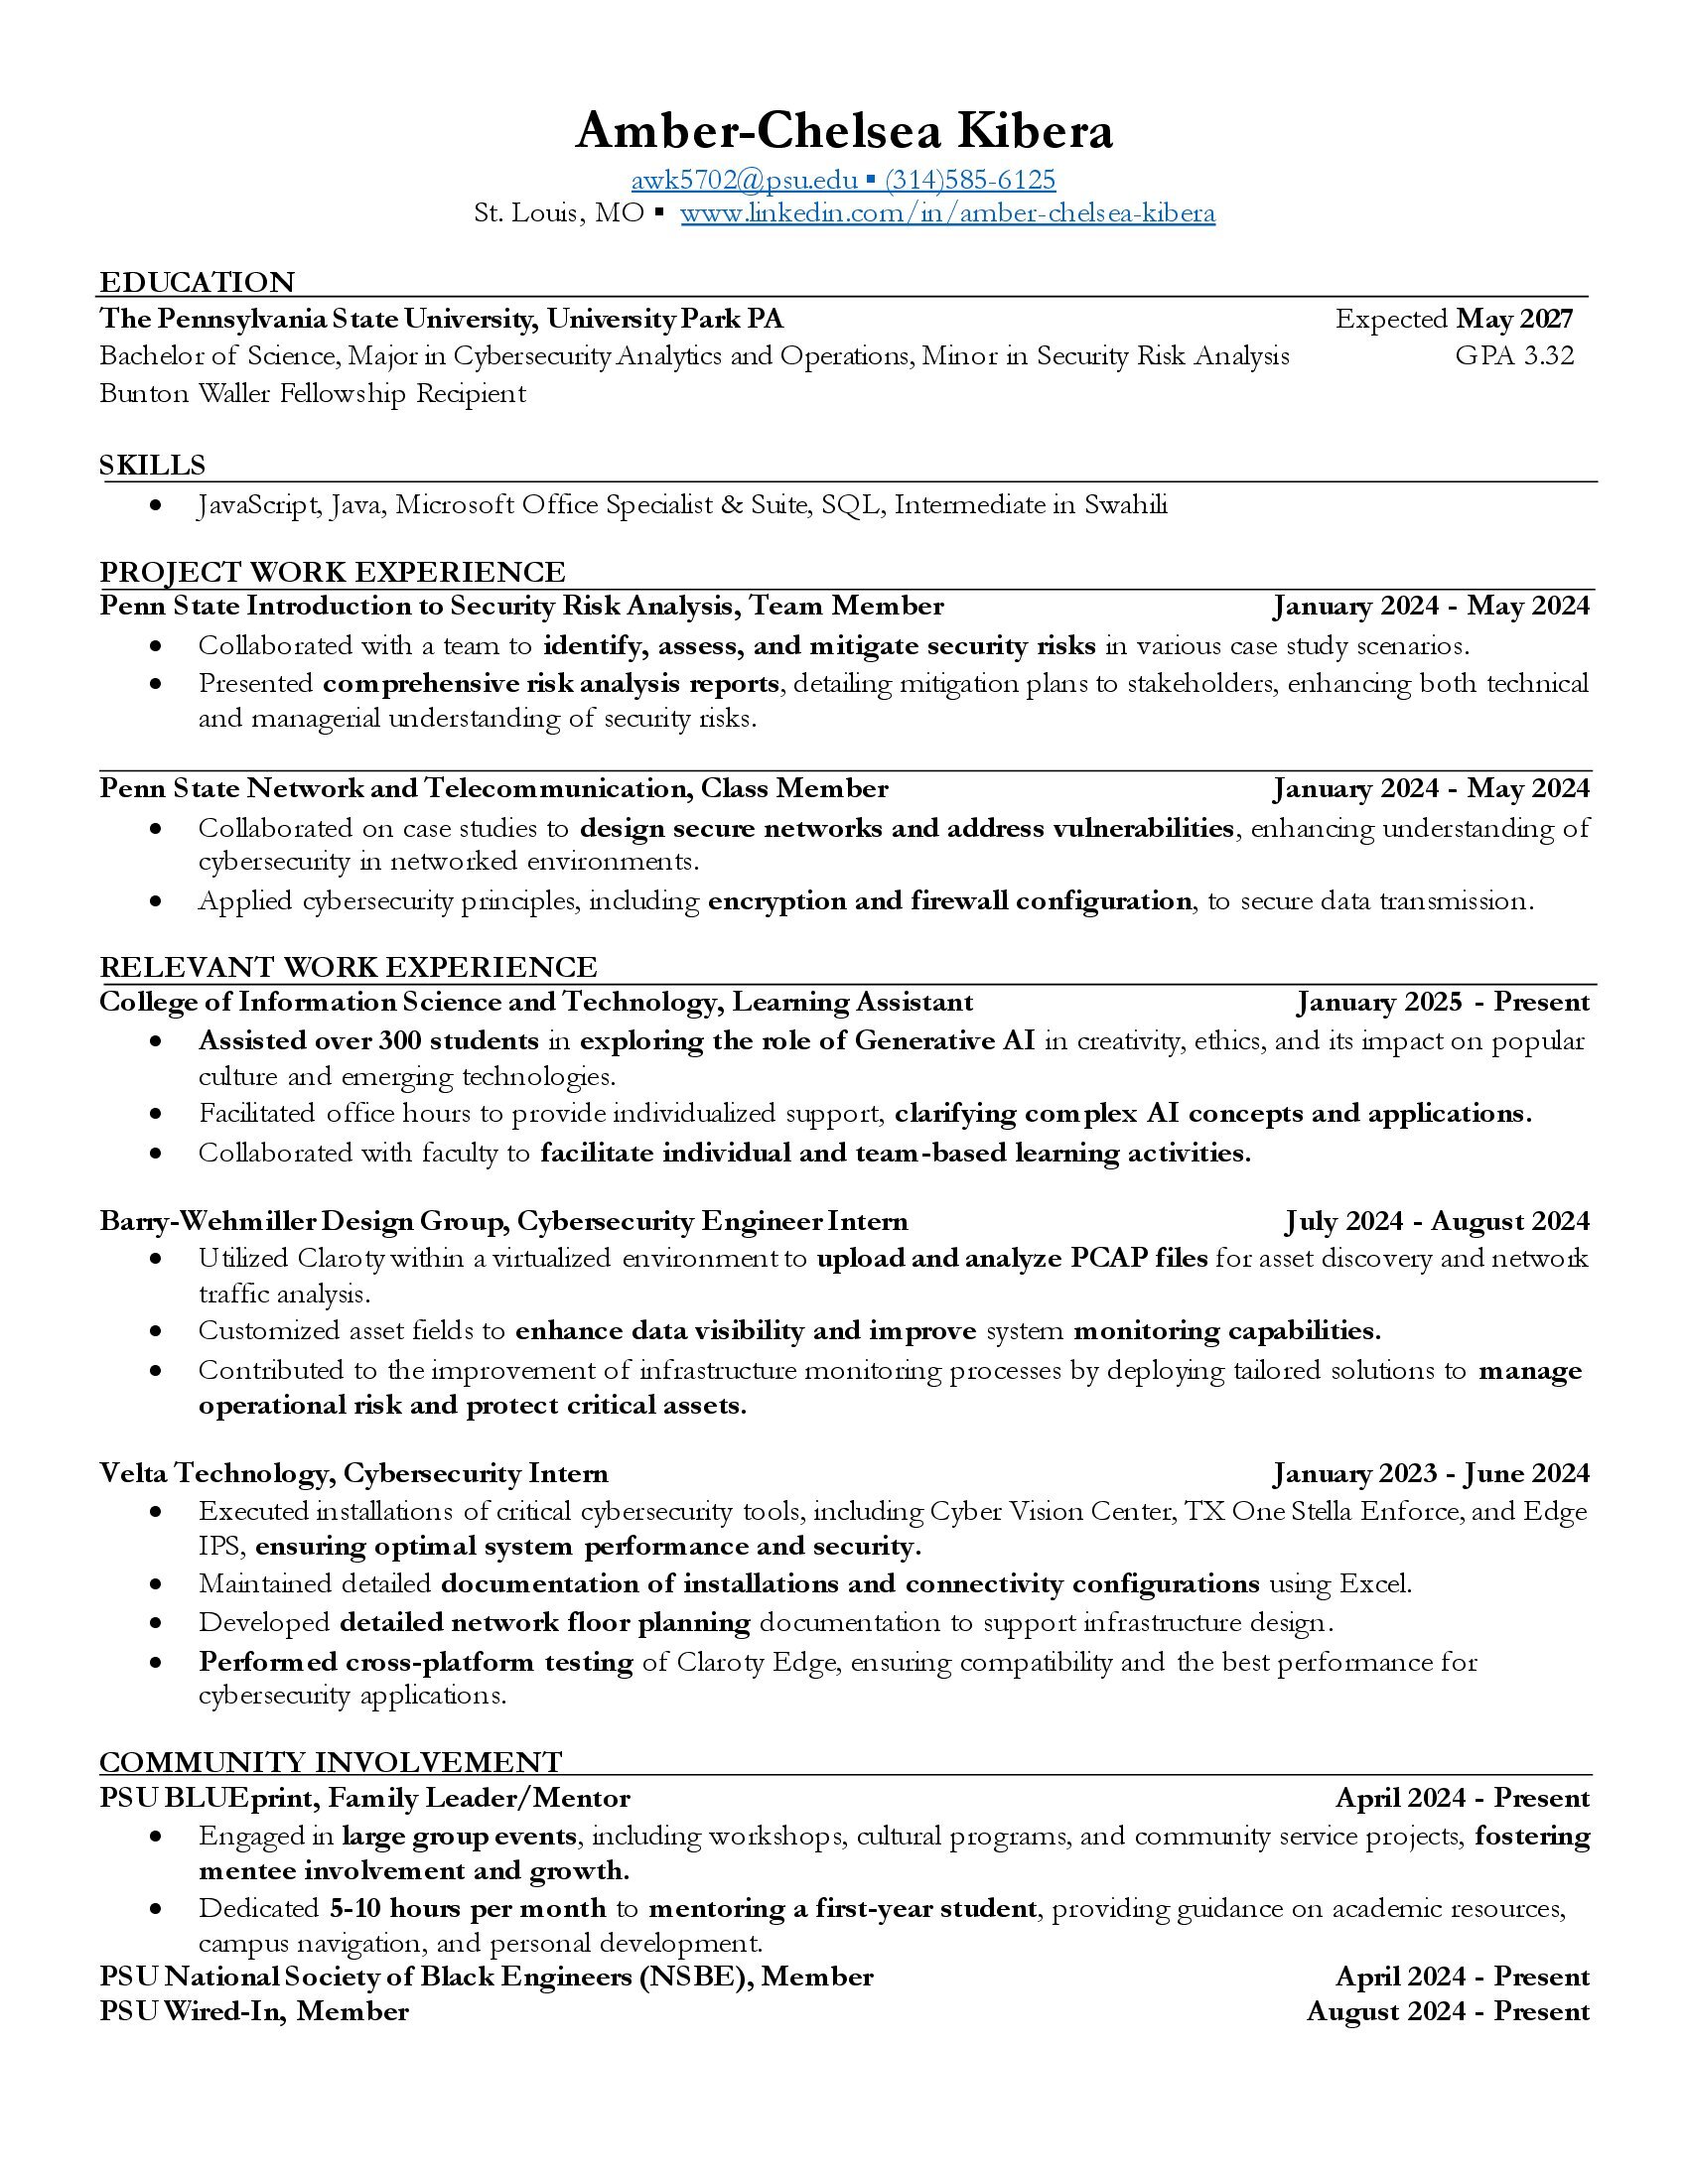 Amber-Chelsea Kibera
awk5702@psu.edu ▪ (314)585-6125
St. Louis, MO ▪ www.linkedin.com/in/amber-chelsea-kibera
EDUCATION
The Pennsylvania State University, University Park PA Expected May 2027
Bachelor of Science, Major in Cybersecurity Analytics and Operations, Minor in Security Risk Analysis GPA 3.32
Bunton Waller Fellowship Recipient
SKILLS
• JavaScript, Java, Microsoft Office Specialist & Suite, SQL, Intermediate in Swahili
PROJECT WORK EXPERIENCE
Penn State Introduction to Security Risk Analysis, Team Member January 2024 - May 2024
• Collaborated with a team to identify, assess, and mitigate security risks in various case study scenarios.
• Presented comprehensive risk analysis reports, detailing mitigation plans to stakeholders, enhancing both technical
and managerial understanding of security risks.
Penn State Network and Telecommunication, Class Member January 2024 - May 2024
• Collaborated on case studies to design secure networks and address vulnerabilities, enhancing understanding of
cybersecurity in networked environments.
• Applied cybersecurity principles, including encryption and firewall configuration, to secure data transmission.
RELEVANT WORK EXPERIENCE
College of Information Science and Technology, Learning Assistant January 2025 - Present
• Assisted over 300 students in exploring the role of Generative AI in creativity, ethics, and its impact on popular
culture and emerging technologies.
• Facilitated office hours to provide individualized support, clarifying complex AI concepts and applications.
• Collaborated with faculty to facilitate individual and team-based learning activities.
Barry-Wehmiller Design Group, Cybersecurity Engineer Intern July 2024 - August 2024
• Utilized Claroty within a virtualized environment to upload and analyze PCAP files for asset discovery and network
traffic analysis.
• Customized asset fields to enhance data visibility and improve system monitoring capabilities.
• Contributed to the improvement of infrastructure monitoring processes by deploying tailored solutions to manage
operational risk and protect critical assets.
Velta Technology, Cybersecurity Intern January 2023 - June 2024
• Executed installations of critical cybersecurity tools, including Cyber Vision Center, TX One Stella Enforce, and Edge
IPS, ensuring optimal system performance and security.
• Maintained detailed documentation of installations and connectivity configurations using Excel.
• Developed detailed network floor planning documentation to support infrastructure design.
• Performed cross-platform testing of Claroty Edge, ensuring compatibility and the best performance for
cybersecurity applications.
COMMUNITY INVOLVEMENT
PSU BLUEprint, Family Leader/Mentor April 2024 - Present
• Engaged in large group events, including workshops, cultural programs, and community service projects, fostering
mentee involvement and growth.
• Dedicated 5-10 hours per month to mentoring a first-year student, providing guidance on academic resources,
campus navigation, and personal development.
PSU National Society of Black Engineers (NSBE), Member April 2024 - Present
PSU Wired-In, Member August 2024 - Present